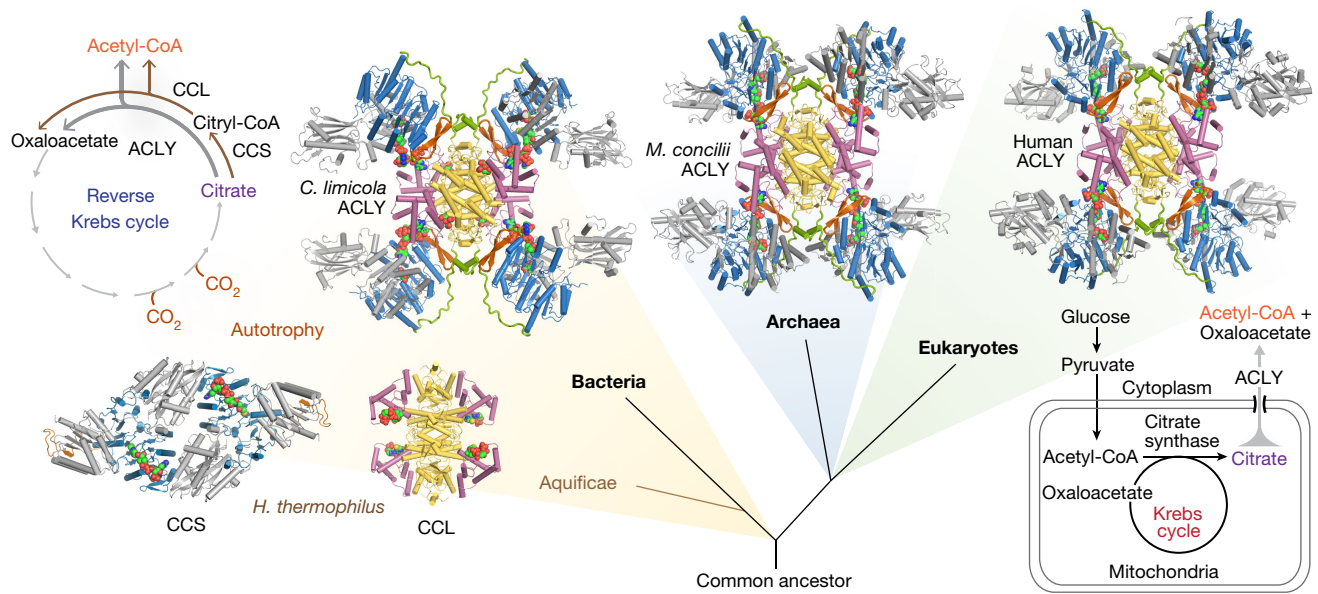 Acetyl-CoA
CCL
Citryl-CoA
Oxaloacetate
ACLY
CCS
Citrate
Reverse
Krebs cycle
CO2
CO2
Autotrophy
C. limicola
ACLY
CCS
H. thermophilus
CCL
M. concilii
ACLY
Human
ACLY
Archaea
Eukaryotes
Bacteria
Aquificae
Common ancestor
Glucose
Pyruvate
Acetyl-CoA +
Oxaloacetate
Cytoplasm
ACLY
Citrate
synthase
Acetyl-CoA
Citrate
Oxaloacetate
Krebs
cycle
Mitochondria